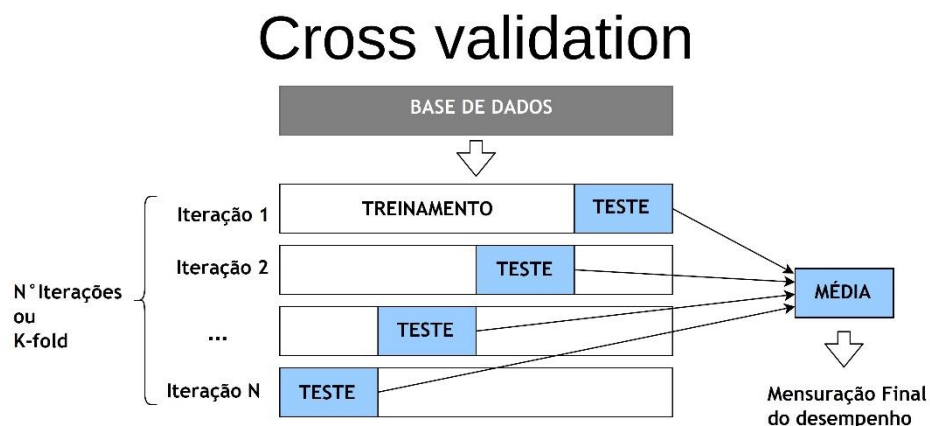 Cross validation
BASE DE DADOS
Iteração 1
TREINAMENTO
TESTE
Iteração 2
TESTE
N°Iterações
ou
K-fold
...
TESTE
Iteração N
TESTE
MÉDIA
Mensuração Final
do desempenho